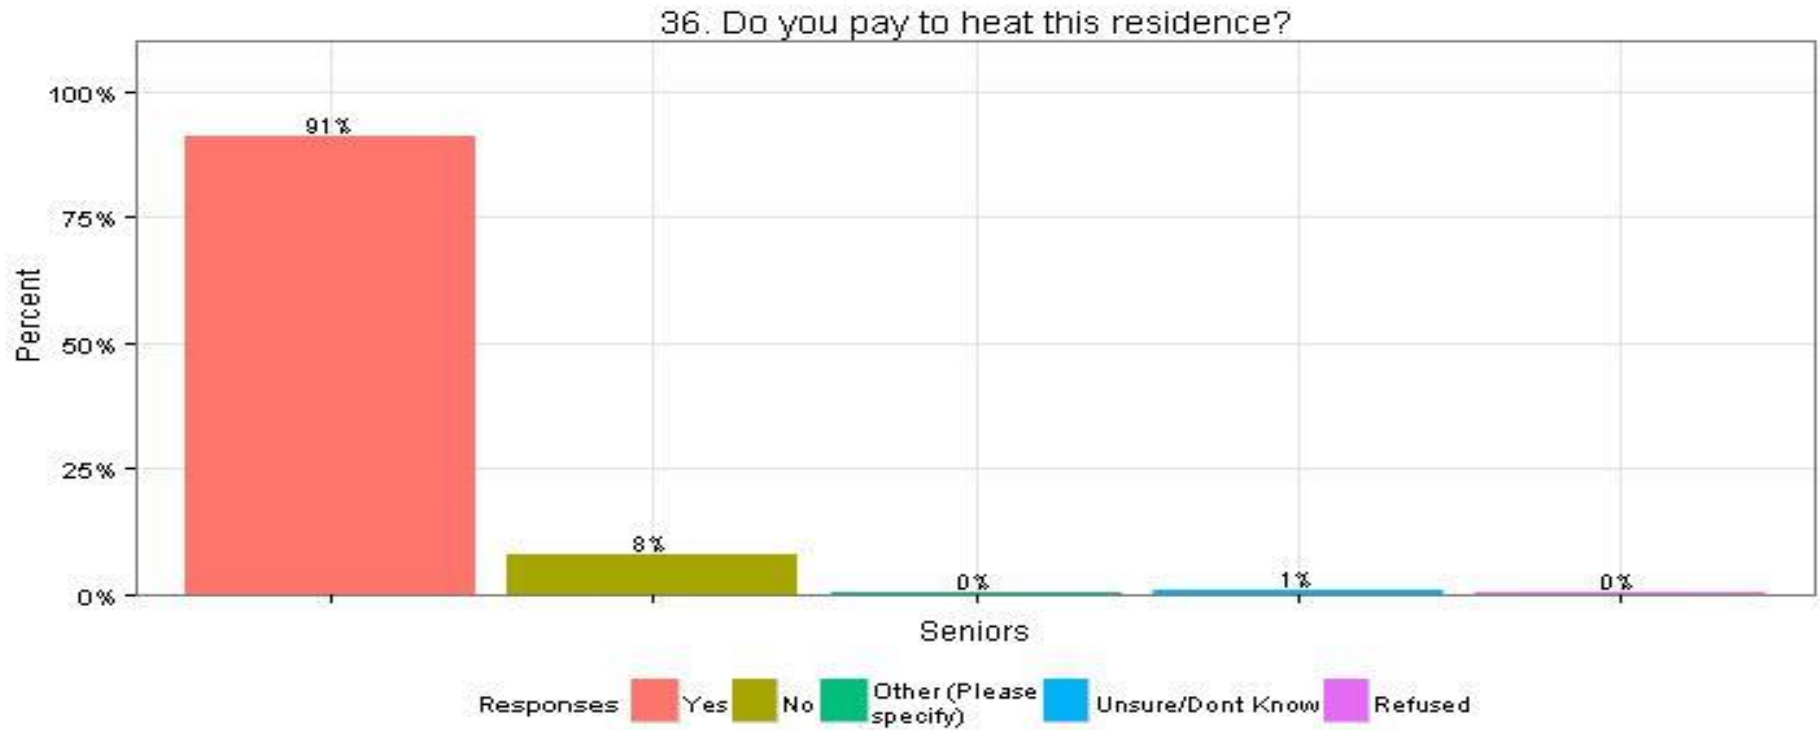 36. Do you pay to heat this residence?
100%
91%
75%
Percent
50%
25%
8%
0%
1%
0%
0%
Seniors
Responses Yes No Other (Please specify) Unsure/Dont Know Refused